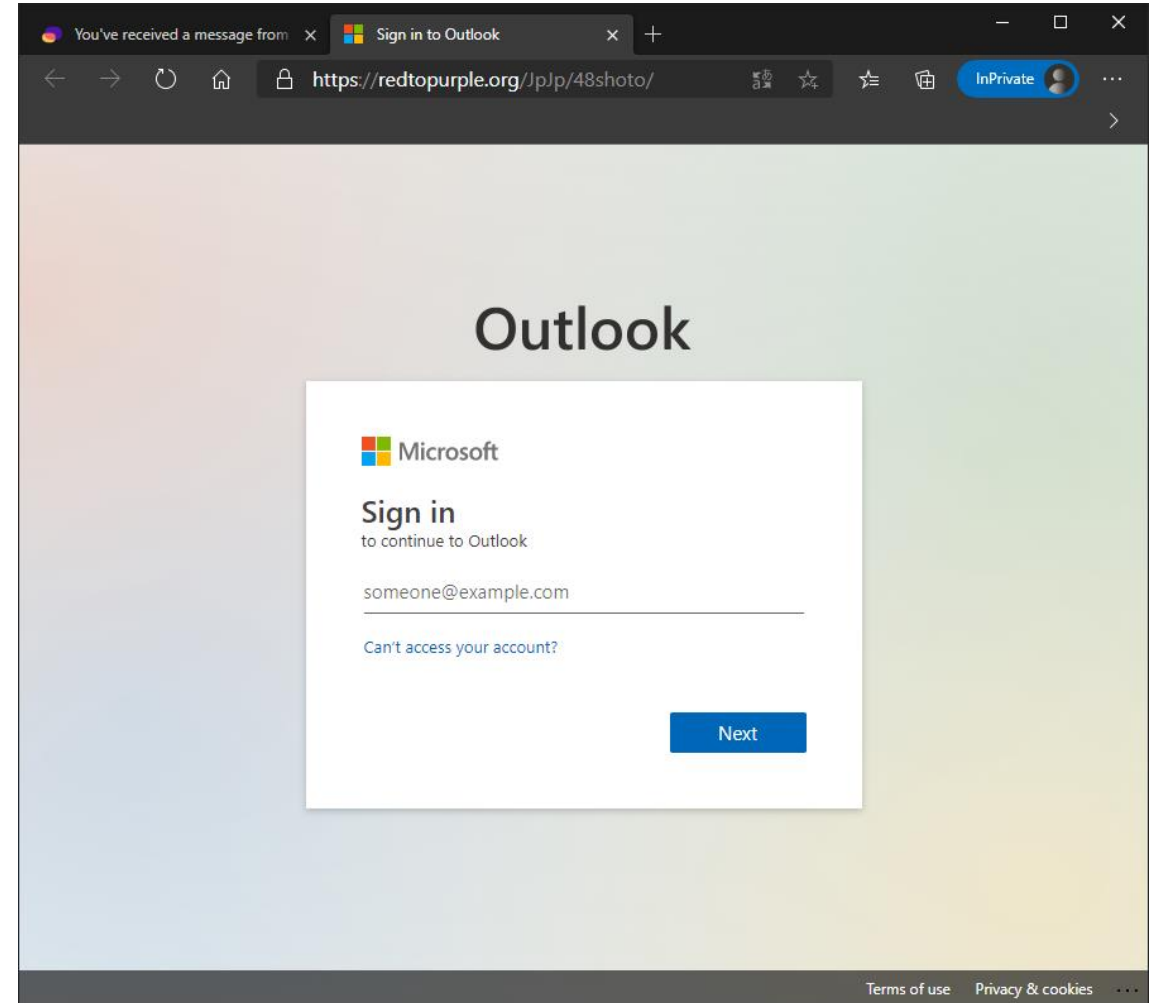 You've received a message from
Sign in to Outlook
https://redtopurple.org/JpJp/48shoto/
InPrivate
Outlook
Microsoft
Sign in
to continue to Outlook
someone@example.com
Can't access your account?
Next
Terms of use Privacy & cookies ...